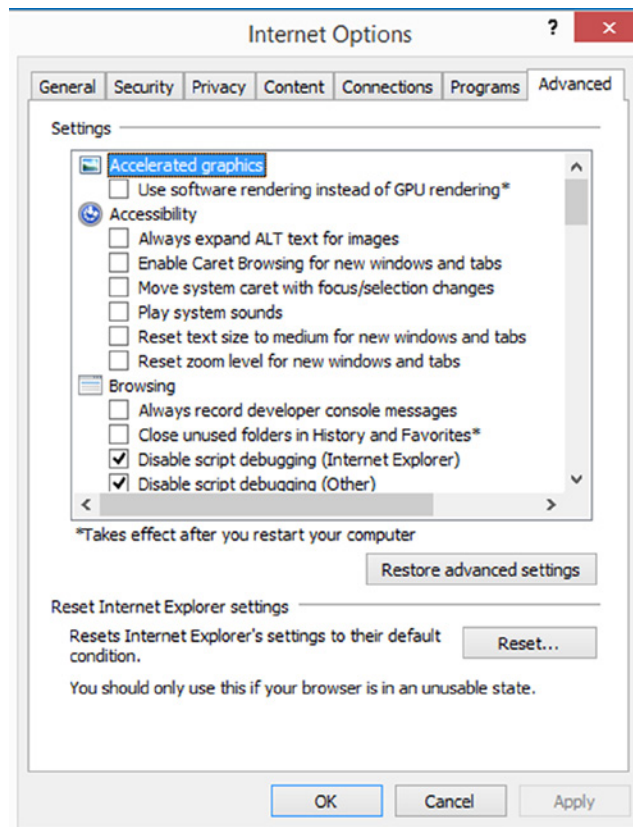 Internet Options
?
General Security Privacy Content Connections Programs Advanced
Settings
Accelerated graphics
Use software rendering instead of GPU rendering*
Accessibility
Always expand ALT text for images
Enable Caret Browsing for new windows and tabs
Move system caret with focus/selection changes
Play system sounds
Reset text size to medium for new windows and tabs
Reset zoom level for new windows and tabs
Browsing
Always record developer console messages
Close unused folders in History and Favorites*
Disable script debugging (Internet Explorer)
Disable script debugging (Other)
*Takes effect after you restart your computer
Restore advanced settings
Reset Internet Explorer settings
Resets Internet Explorer's settings to their default
condition.
Reset...
You should only use this if your browser is in an unusable state.
OK Cancel Apply